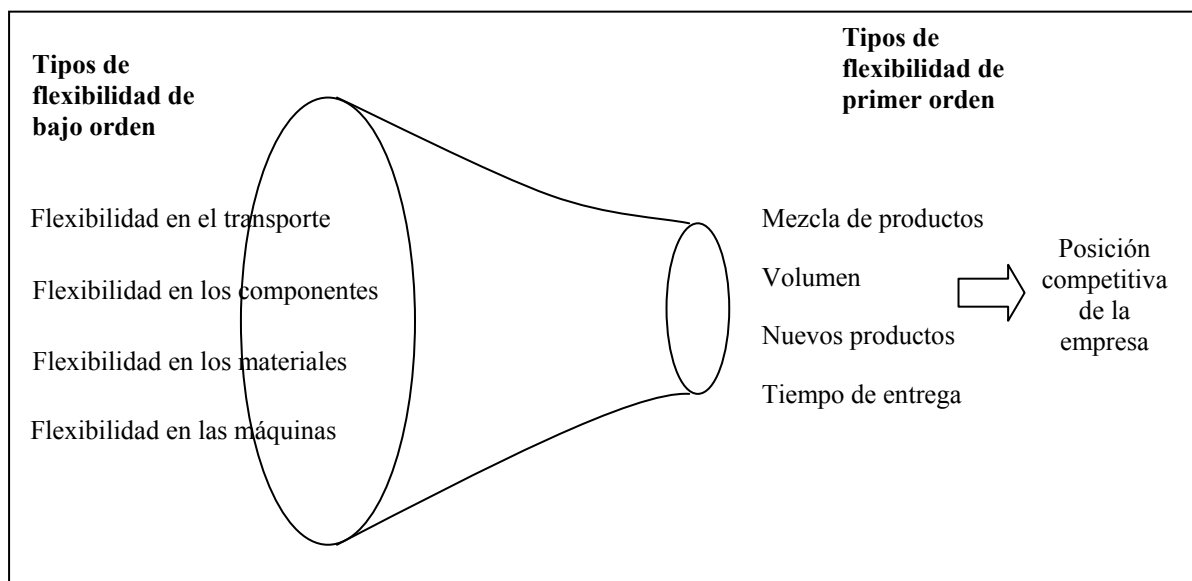 Tipos de
flexibilidad de
bajo orden
Flexibilidad en el transporte
Flexibilidad en los componentes
Flexibilidad en los materiales
Flexibilidad en las máquinas
Tipos de
flexibilidad de
primer orden
Mezcla de productos
Volumen
Nuevos productos
Tiempo de entrega
Posición
competitiva
de la
empresa